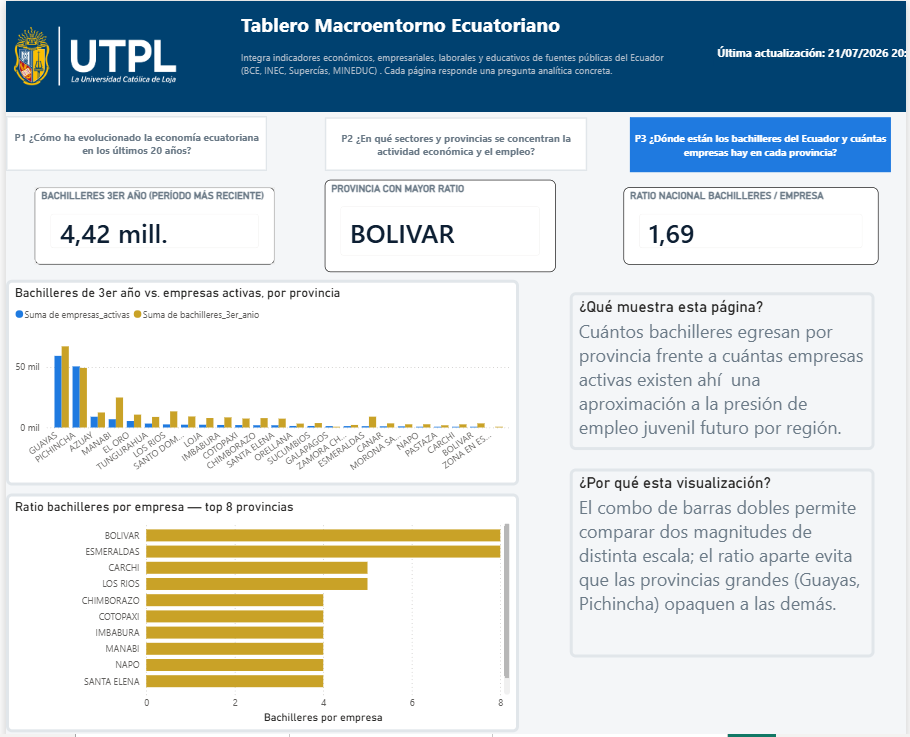 UTPL
La Universidad Católica de Loja
Tablero Macroentorno Ecuatoriano
Integra indicadores económicos, empresariales, laborales y educativos de fuentes públicas del Ecuador
(BCE, INEC, Supercías, MINEDUC) . Cada página responde una pregunta analítica concreta.
Última actualización: 21/07/2026 20:
P1 ¿Cómo ha evolucionado la economía ecuatoriana
en los últimos 20 años?
P2 ¿En qué sectores y provincias se concentran la
actividad económica y el empleo?
P3 ¿Dónde están los bachilleres del Ecuador y cuántas
empresas hay en cada provincia?
BACHILLERES 3ER AÑO (PERÍODO MÁS RECIENTE)
4,42 mill.
PROVINCIA CON MAYOR RATIO
BOLIVAR
RATIO NACIONAL BACHILLERES / EMPRESA
1,69
Bachilleres de 3er año vs. empresas activas, por provincia
Suma de empresas_activas
Suma de bachilleres_3er_anio
50 mil
0 mil
GUAYAS
PICHINCHA
AZUAY
MANABI
EL ORO
TUNGURAHUA
LOS RIOS
SANTO DOM...
LOJA
IMBABURA
COTOPAXI
CHIMBORAZO
SANTA ELENA
ORELLANA
SUCUMBIOS
GALAPAGOS
ZAMORA CH...
ESMERALDAS
CAÑAR
MORONA SA...
NAPO
PASTAZA
CARCHI
BOLIVAR
ZONA EN ES...
¿Qué muestra esta página?
Cuántos bachilleres egresan por
provincia frente a cuántas empresas
activas existen ahí  una
aproximación a la presión de
empleo juvenil futuro por región.
Ratio bachilleres por empresa — top 8 provincias
BOLIVAR
ESMERALDAS
CARCHI
LOS RIOS
CHIMBORAZO
COTOPAXI
IMBABURA
MANABI
NAPO
SANTA ELENA
0
2
4
6
8
Bachilleres por empresa
¿Por qué esta visualización?
El combo de barras dobles permite
comparar dos magnitudes de
distinta escala; el ratio aparte evita
que las provincias grandes (Guayas,
Pichincha) opaquen a las demás.